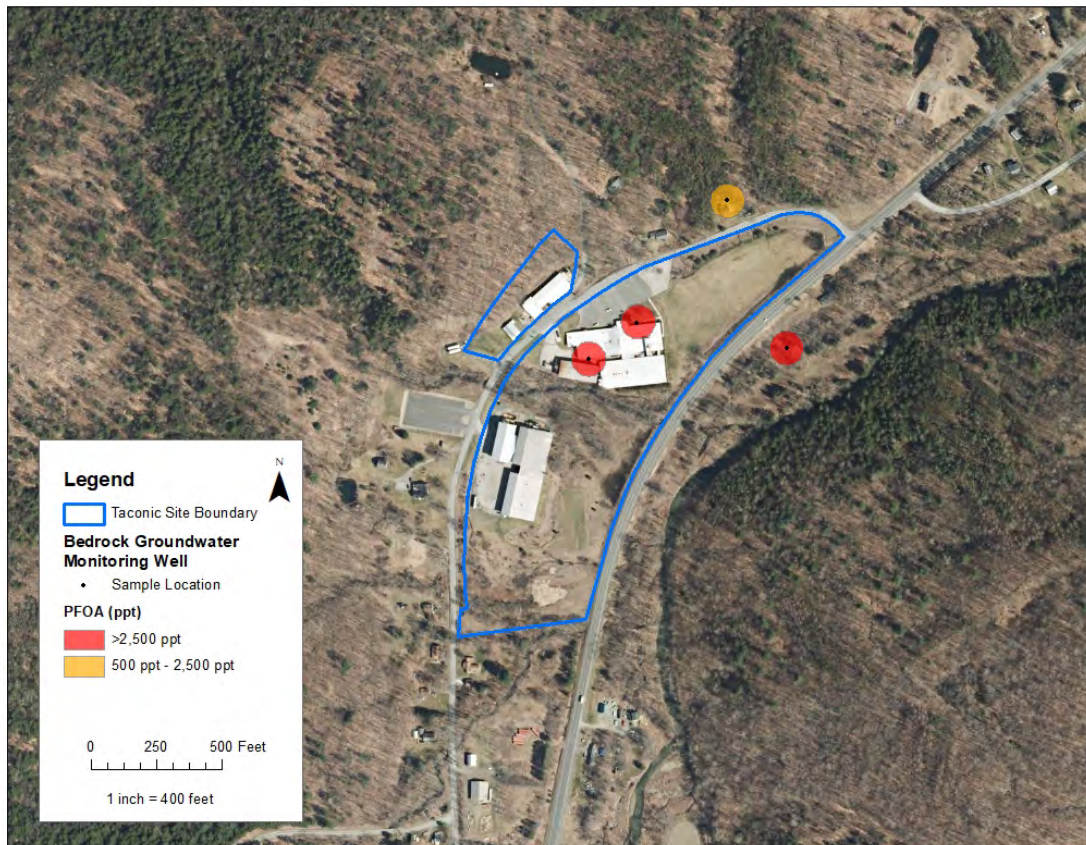 Legend
N
Taconic Site Boundary
Bedrock Groundwater
Monitoring Well
Sample Location
PFOA (ppt)
>2,500 ppt
500 ppt - 2,500 ppt
0 250 500 Feet
1 inch = 400 feet